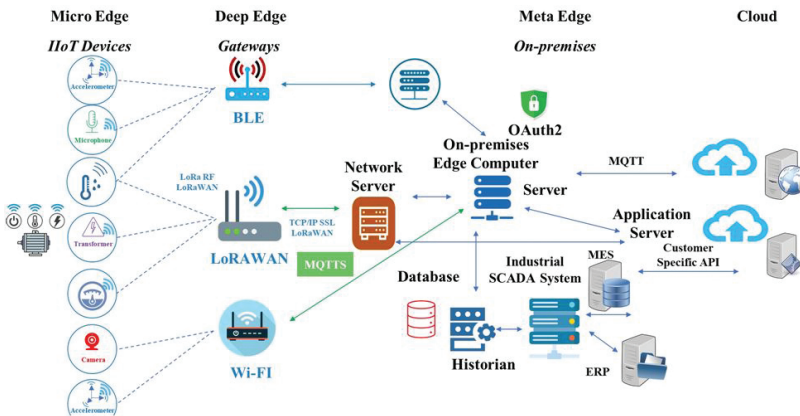 Micro Edge
Deep Edge
Meta Edge
Cloud
IIoT Devices
Gateways
On-premises
Accelerometer
Microphone
Transformer
Camera
Accelerometer
BLE
LoRa RF
LoRaWAN
LoRAWAN
Wi-FI
TCP/IP SSL
LoRaWAN
MQTTS
Network
Server
OAuth2
On-premises
Edge Computer
Server
MQTT
Application
Server
Customer
Specific API
Database
Industrial
SCADA System
MES
Historian
ERP